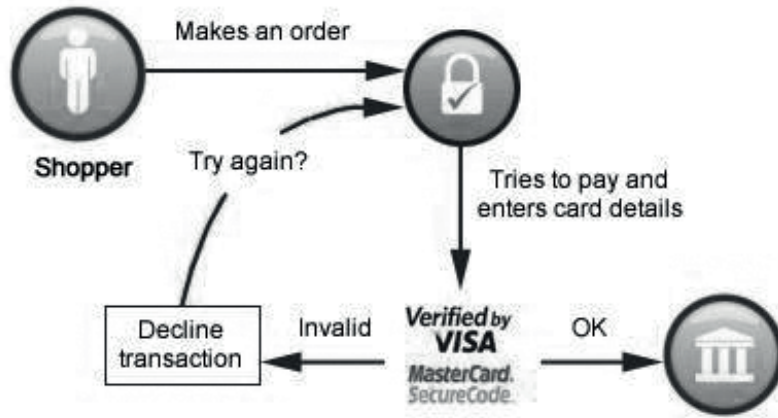 Makes an order
Shopper
Try again?
Tries to pay and
enters card details
Decline
transaction
Invalid
Verified by
VISA
MasterCard.
SecureCode.
OK